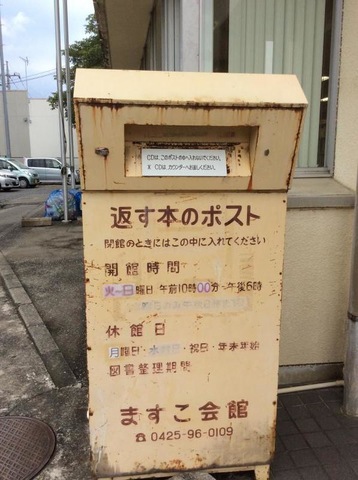 CDは、このポストの中へ入れないでください。
※ CDは、カウンターへお返しください。
返す本のポスト
閉館のときにはこの中に入れてください
開館時間
火〜日曜日・午前10時00分〜午後6時
休館日
月曜日・水曜日・祝日・年末年始
図書整理期間
ますこ会館
☎ 0425-96-0109